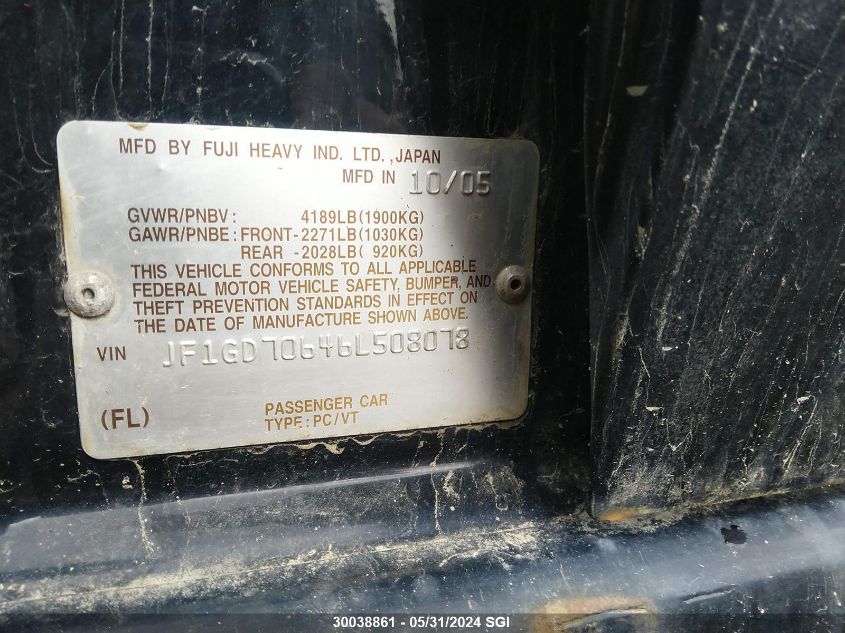 MFD BY FUJI HEAVY IND. LTD.,JAPAN
MFD IN 10/05
GVWR/PNBV: 4189LB(1900KG)
GAWR/PNBE: FRONT-2271LB(1030KG)
REAR -2028LB( 920KG)
THIS VEHICLE CONFORMS TO ALL APPLICABLE
FEDERAL MOTOR VEHICLE SAFETY, BUMPER, AND
THEFT PREVENTION STANDARDS IN EFFECT ON
THE DATE OF MANUFACTURE SHOWN ABOVE.
VIN JF1GD70646L508078
(FL) PASSENGER CAR
TYPE: PC/VT
30038861 - 05/31/2024 SGI